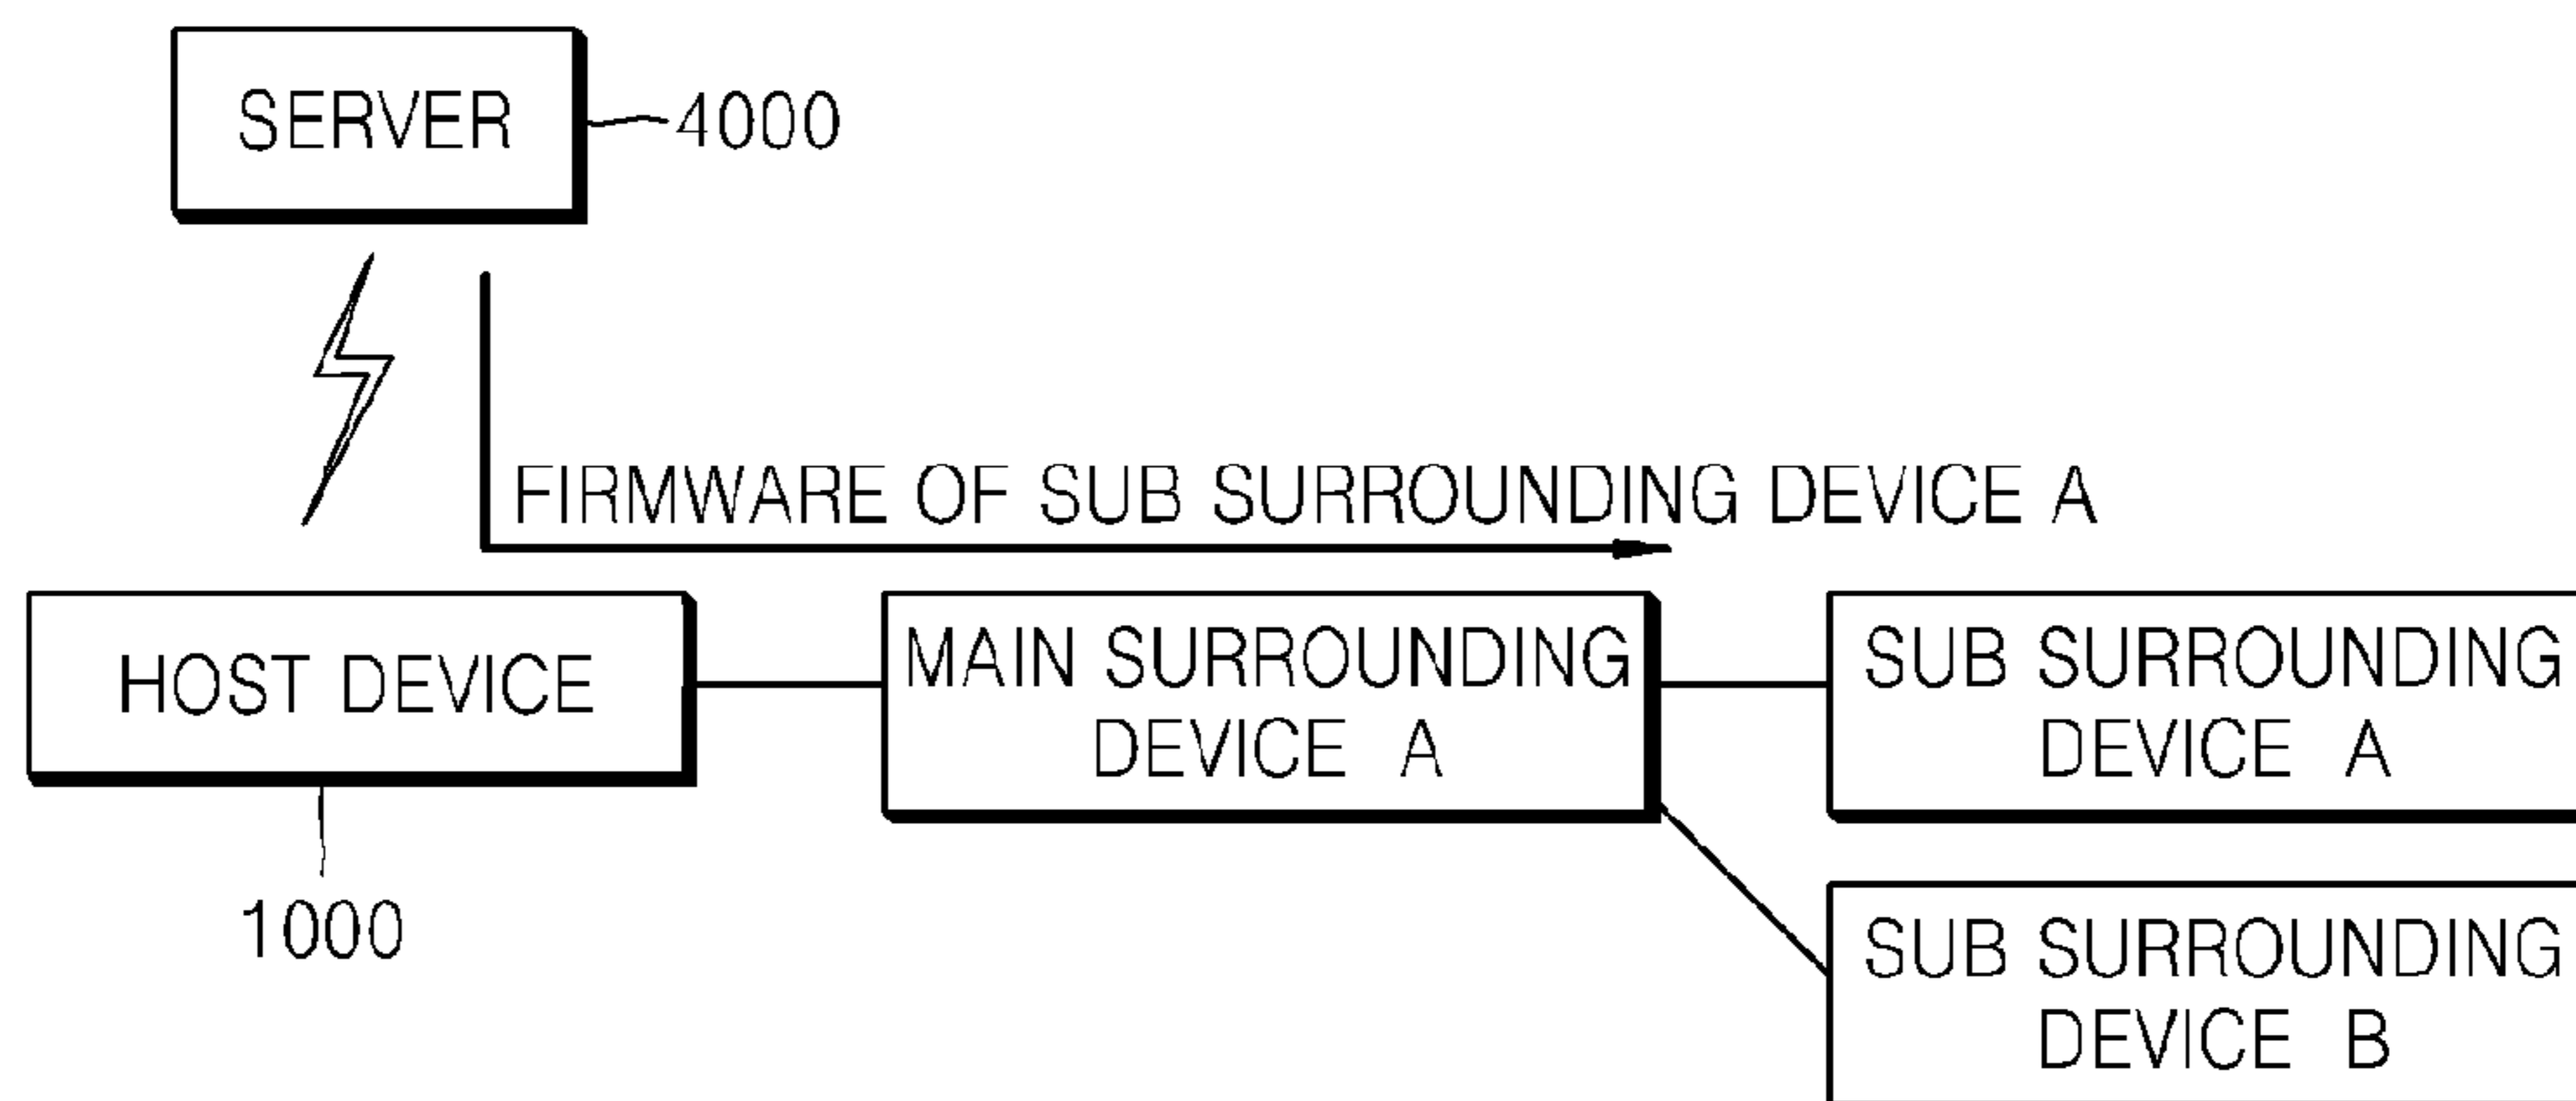 SERVER
4000
FIRMWARE OF SUB SURROUNDING DEVICE A
HOST DEVICE
1000
MAIN SURROUNDING
DEVICE A
SUB SURROUNDING
DEVICE A
SUB SURROUNDING
DEVICE B